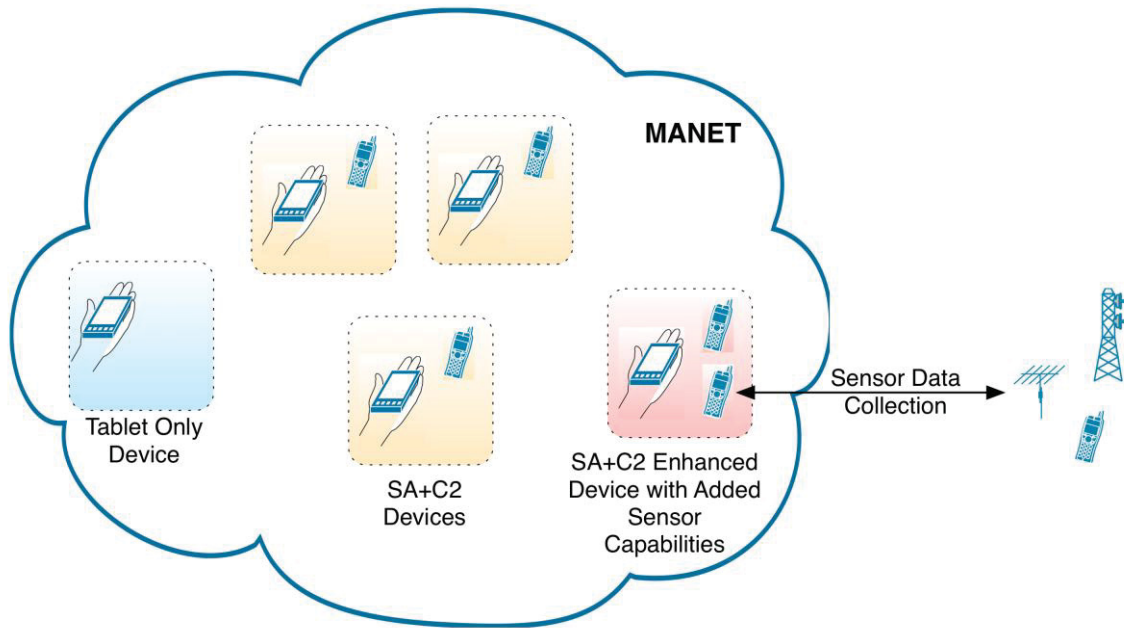 MANET
Tablet Only
Device
SA+C2
Devices
SA+C2 Enhanced
Device with Added
Sensor
Capabilities
Sensor Data
Collection